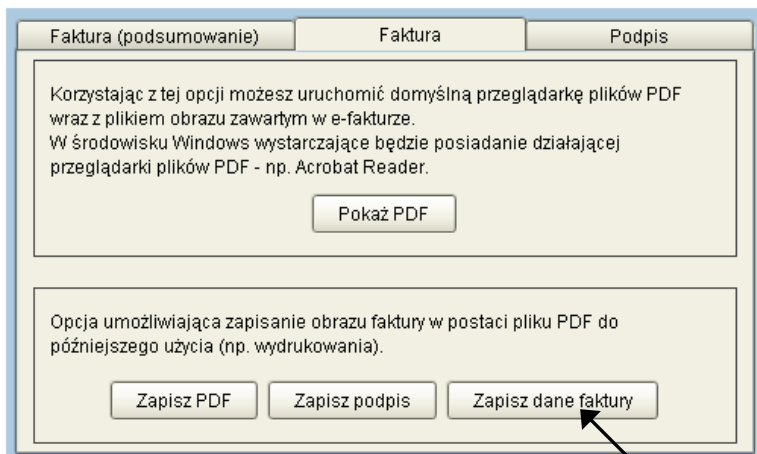 Faktura (podsumowanie) Faktura Podpis
Korzystając z tej opcji możesz uruchomić domyślną przeglądarkę plików PDF
wraz z plikiem obrazu zawartym w e-fakturze.
W środowisku Windows wystarczające będzie posiadanie działającej
przeglądarki plików PDF - np. Acrobat Reader.
Pokaż PDF
Opcja umożliwiająca zapisanie obrazu faktury w postaci pliku PDF do
późniejszego użycia (np. wydrukowania).
Zapisz PDF Zapisz podpis Zapisz dane faktury